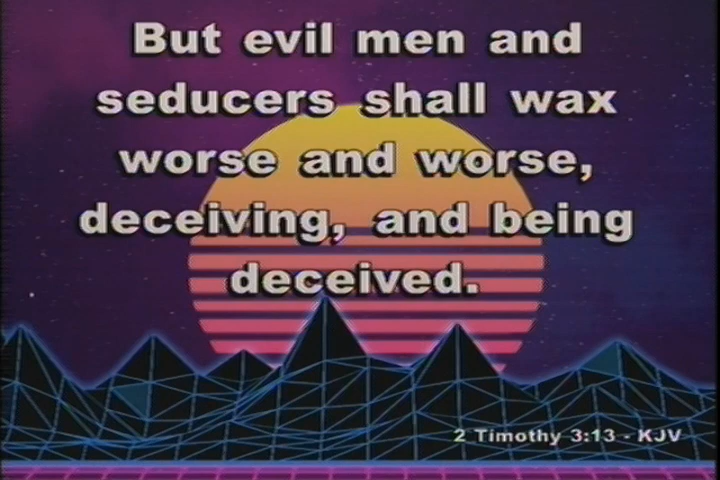 But evil men and
seducers shall wax
worse and worse,
deceiving, and being
deceived.
2 Timothy 3:13 - KJV